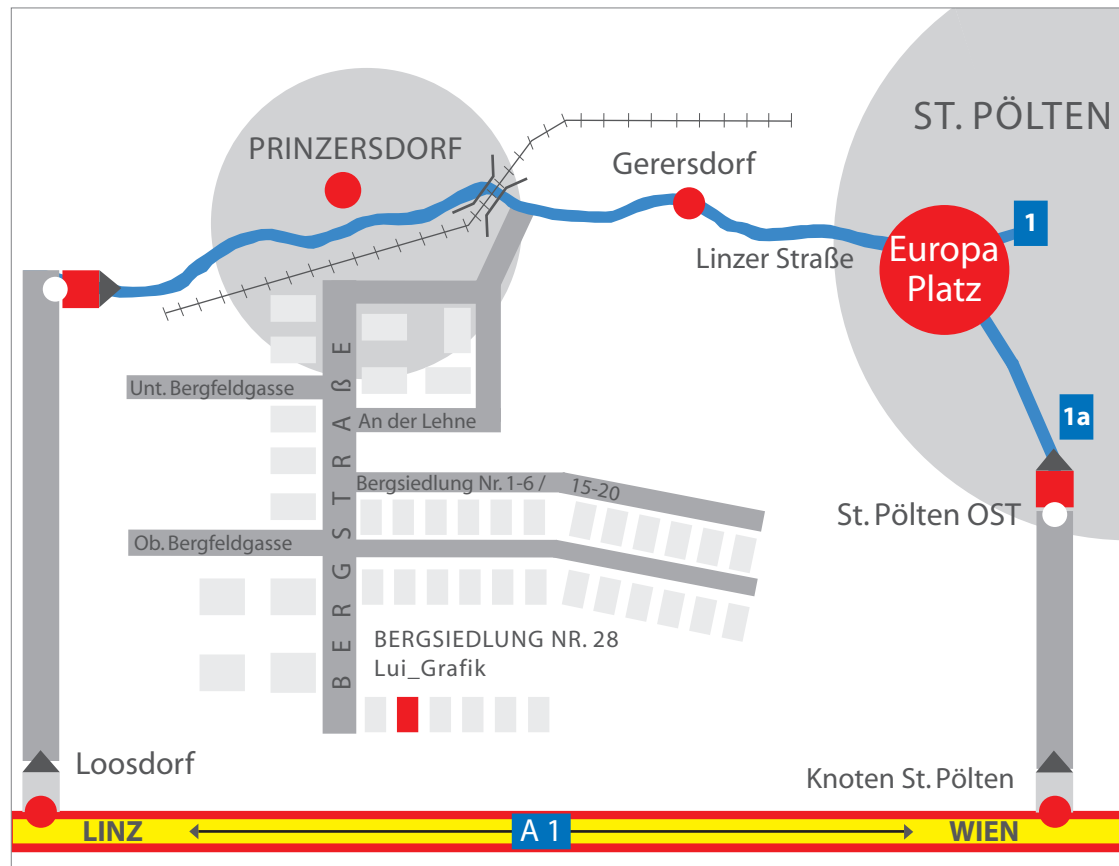 ST. PÖLTEN
PRINZERSDORF
Gerersdorf
1
Linzer Straße
Europa
Platz
BERGSTRAßE
Unt. Bergfeldgasse
An der Lehne
1a
Bergsiedlung Nr. 1-6 / 15-20
St. Pölten OST
Ob. Bergfeldgasse
BERGSIEDLUNG NR. 28
Lui_Grafik
Loosdorf
Knoten St. Pölten
LINZ
A 1
WIEN